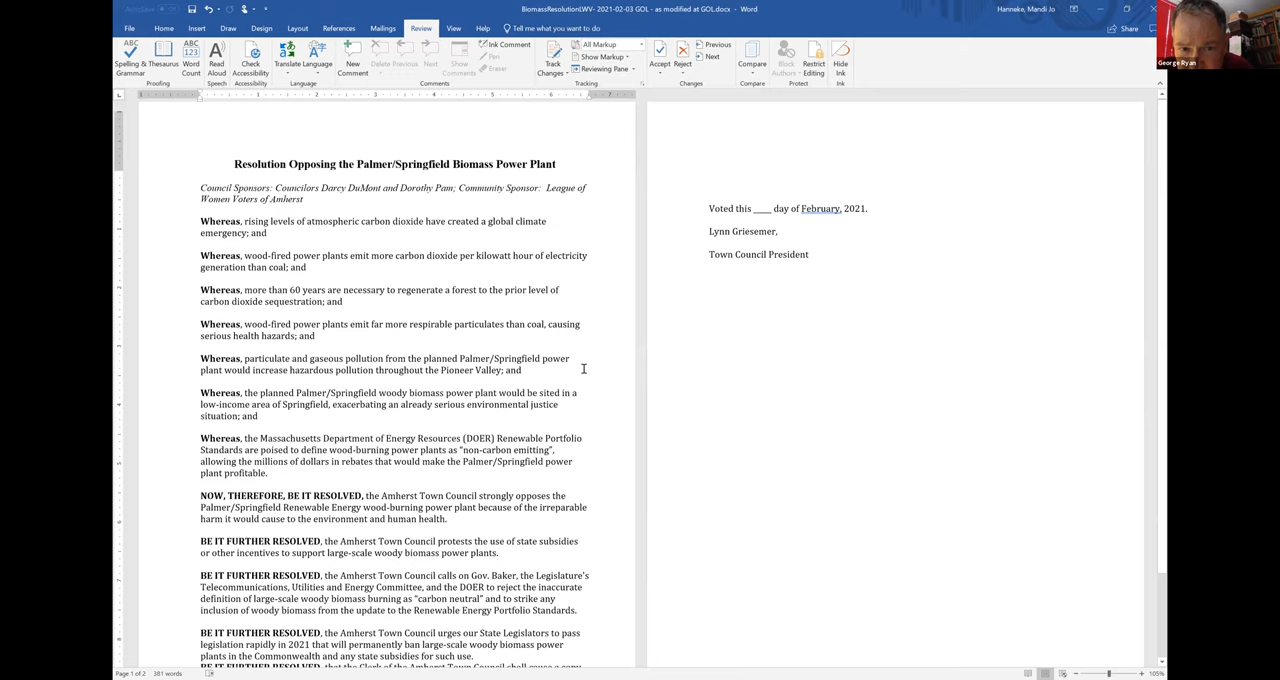 AutoSave
BiomassResolutionLWV- 2021-02-03 GOL - as modified at GOL.docx - Word
Hanneke, Mandi Jo
File Home Insert Draw Design Layout References Mailings Review View Help Tell me what you want to do
Share
Spelling & Grammar
Thesaurus
Word Count
Read Aloud
Check Accessibility
Translate
Language
New Comment
Delete
Previous
Next
Show Comments
Ink Comment
Pen
Eraser
Track Changes
All Markup
Show Markup
Reviewing Pane
Accept
Reject
Previous
Next
Compare
Block Authors
Restrict Editing
Hide Ink
Proofing Speech Accessibility Language Comments Tracking Changes Compare Protect Ink
George Ryan
Resolution Opposing the Palmer/Springfield Biomass Power Plant
Council Sponsors: Councilors Darcy DuMont and Dorothy Pam; Community Sponsor: League of
Women Voters of Amherst
Whereas, rising levels of atmospheric carbon dioxide have created a global climate
emergency; and
Whereas, wood-fired power plants emit more carbon dioxide per kilowatt hour of electricity
generation than coal; and
Whereas, more than 60 years are necessary to regenerate a forest to the prior level of
carbon dioxide sequestration; and
Whereas, wood-fired power plants emit far more respirable particulates than coal, causing
serious health hazards; and
Whereas, particulate and gaseous pollution from the planned Palmer/Springfield power
plant would increase hazardous pollution throughout the Pioneer Valley; and
Whereas, the planned Palmer/Springfield woody biomass power plant would be sited in a
low-income area of Springfield, exacerbating an already serious environmental justice
situation; and
Whereas, the Massachusetts Department of Energy Resources (DOER) Renewable Portfolio
Standards are poised to define wood-burning power plants as “non-carbon emitting”,
allowing the millions of dollars in rebates that would make the Palmer/Springfield power
plant profitable.
NOW, THEREFORE, BE IT RESOLVED, the Amherst Town Council strongly opposes the
Palmer/Springfield Renewable Energy wood-burning power plant because of the irreparable
harm it would cause to the environment and human health.
BE IT FURTHER RESOLVED, the Amherst Town Council protests the use of state subsidies
or other incentives to support large-scale woody biomass power plants.
BE IT FURTHER RESOLVED, the Amherst Town Council calls on Gov. Baker, the Legislature's
Telecommunications, Utilities and Energy Committee, and the DOER to reject the inaccurate
definition of large-scale woody biomass burning as “carbon neutral” and to strike any
inclusion of woody biomass from the update to the Renewable Energy Portfolio Standards.
BE IT FURTHER RESOLVED, the Amherst Town Council urges our State Legislators to pass
legislation rapidly in 2021 that will permanently ban large-scale woody biomass power
plants in the Commonwealth and any state subsidies for such use.
BE IT FURTHER RESOLVED, that the Clerk of the Amherst Town Council shall cause a copy
Voted this ____ day of February, 2021.
Lynn Griesemer,
Town Council President
Page 1 of 2 381 words
105%